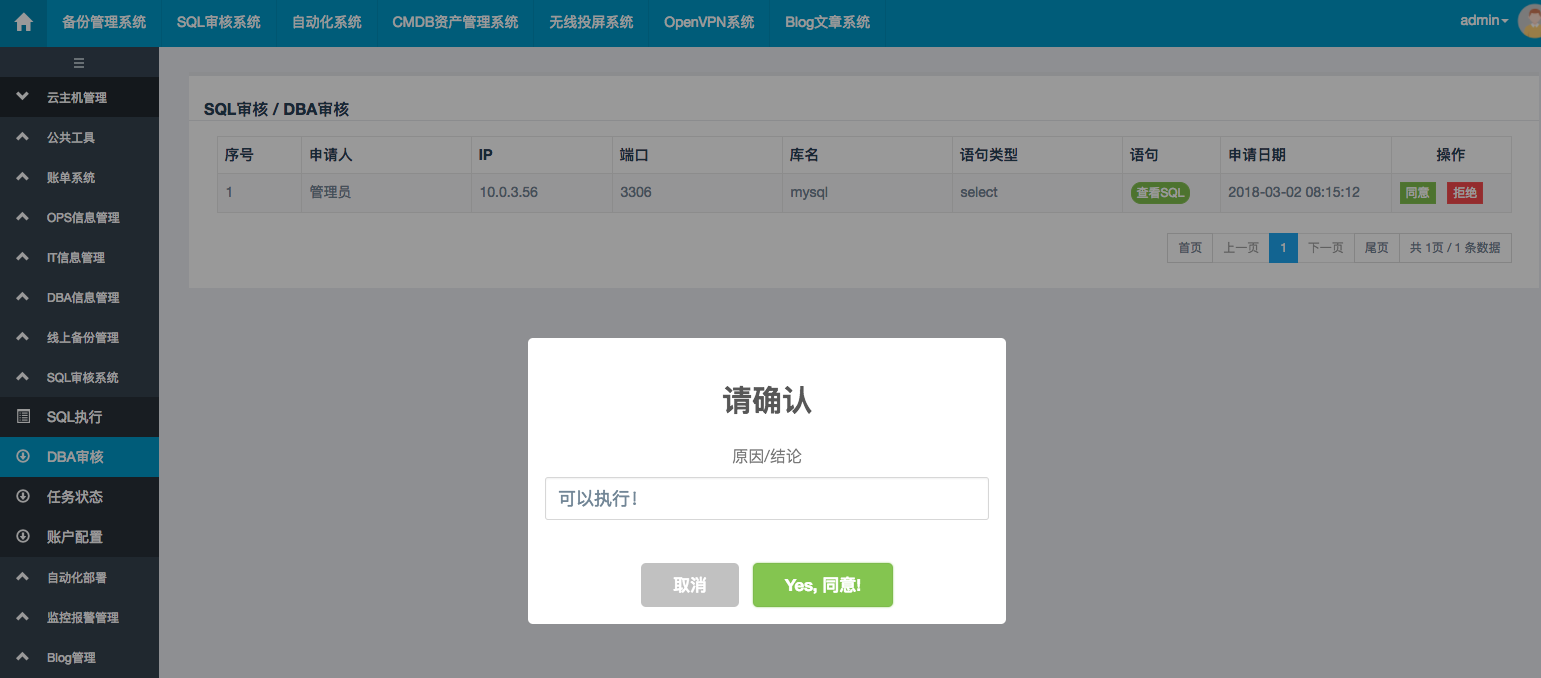 备份管理系统 SQL审核系统 自动化系统 CMDB资产管理系统 无线投屏系统 OpenVPN系统 Blog文章系统 admin
云主机管理
公共工具
账单系统
OPS信息管理
IT信息管理
DBA信息管理
线上备份管理
SQL审核系统
SQL执行
DBA审核
任务状态
账户配置
自动化部署
监控报警管理
Blog管理
SQL审核 / DBA审核
序号 申请人 IP 端口 库名 语句类型 语句 申请日期 操作
1 管理员 10.0.3.56 3306 mysql select 查看SQL 2018-03-02 08:15:12 同意 拒绝
首页 上一页 1 下一页 尾页 共 1页 / 1 条数据
请确认
原因/结论
可以执行!
取消 Yes, 同意!